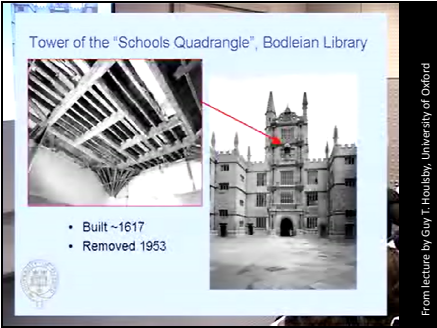 Tower of the "Schools Quadrangle", Bodleian Library
• Built ~1617
• Removed 1953
From lecture by Guy T. Houlsby, University of Oxford